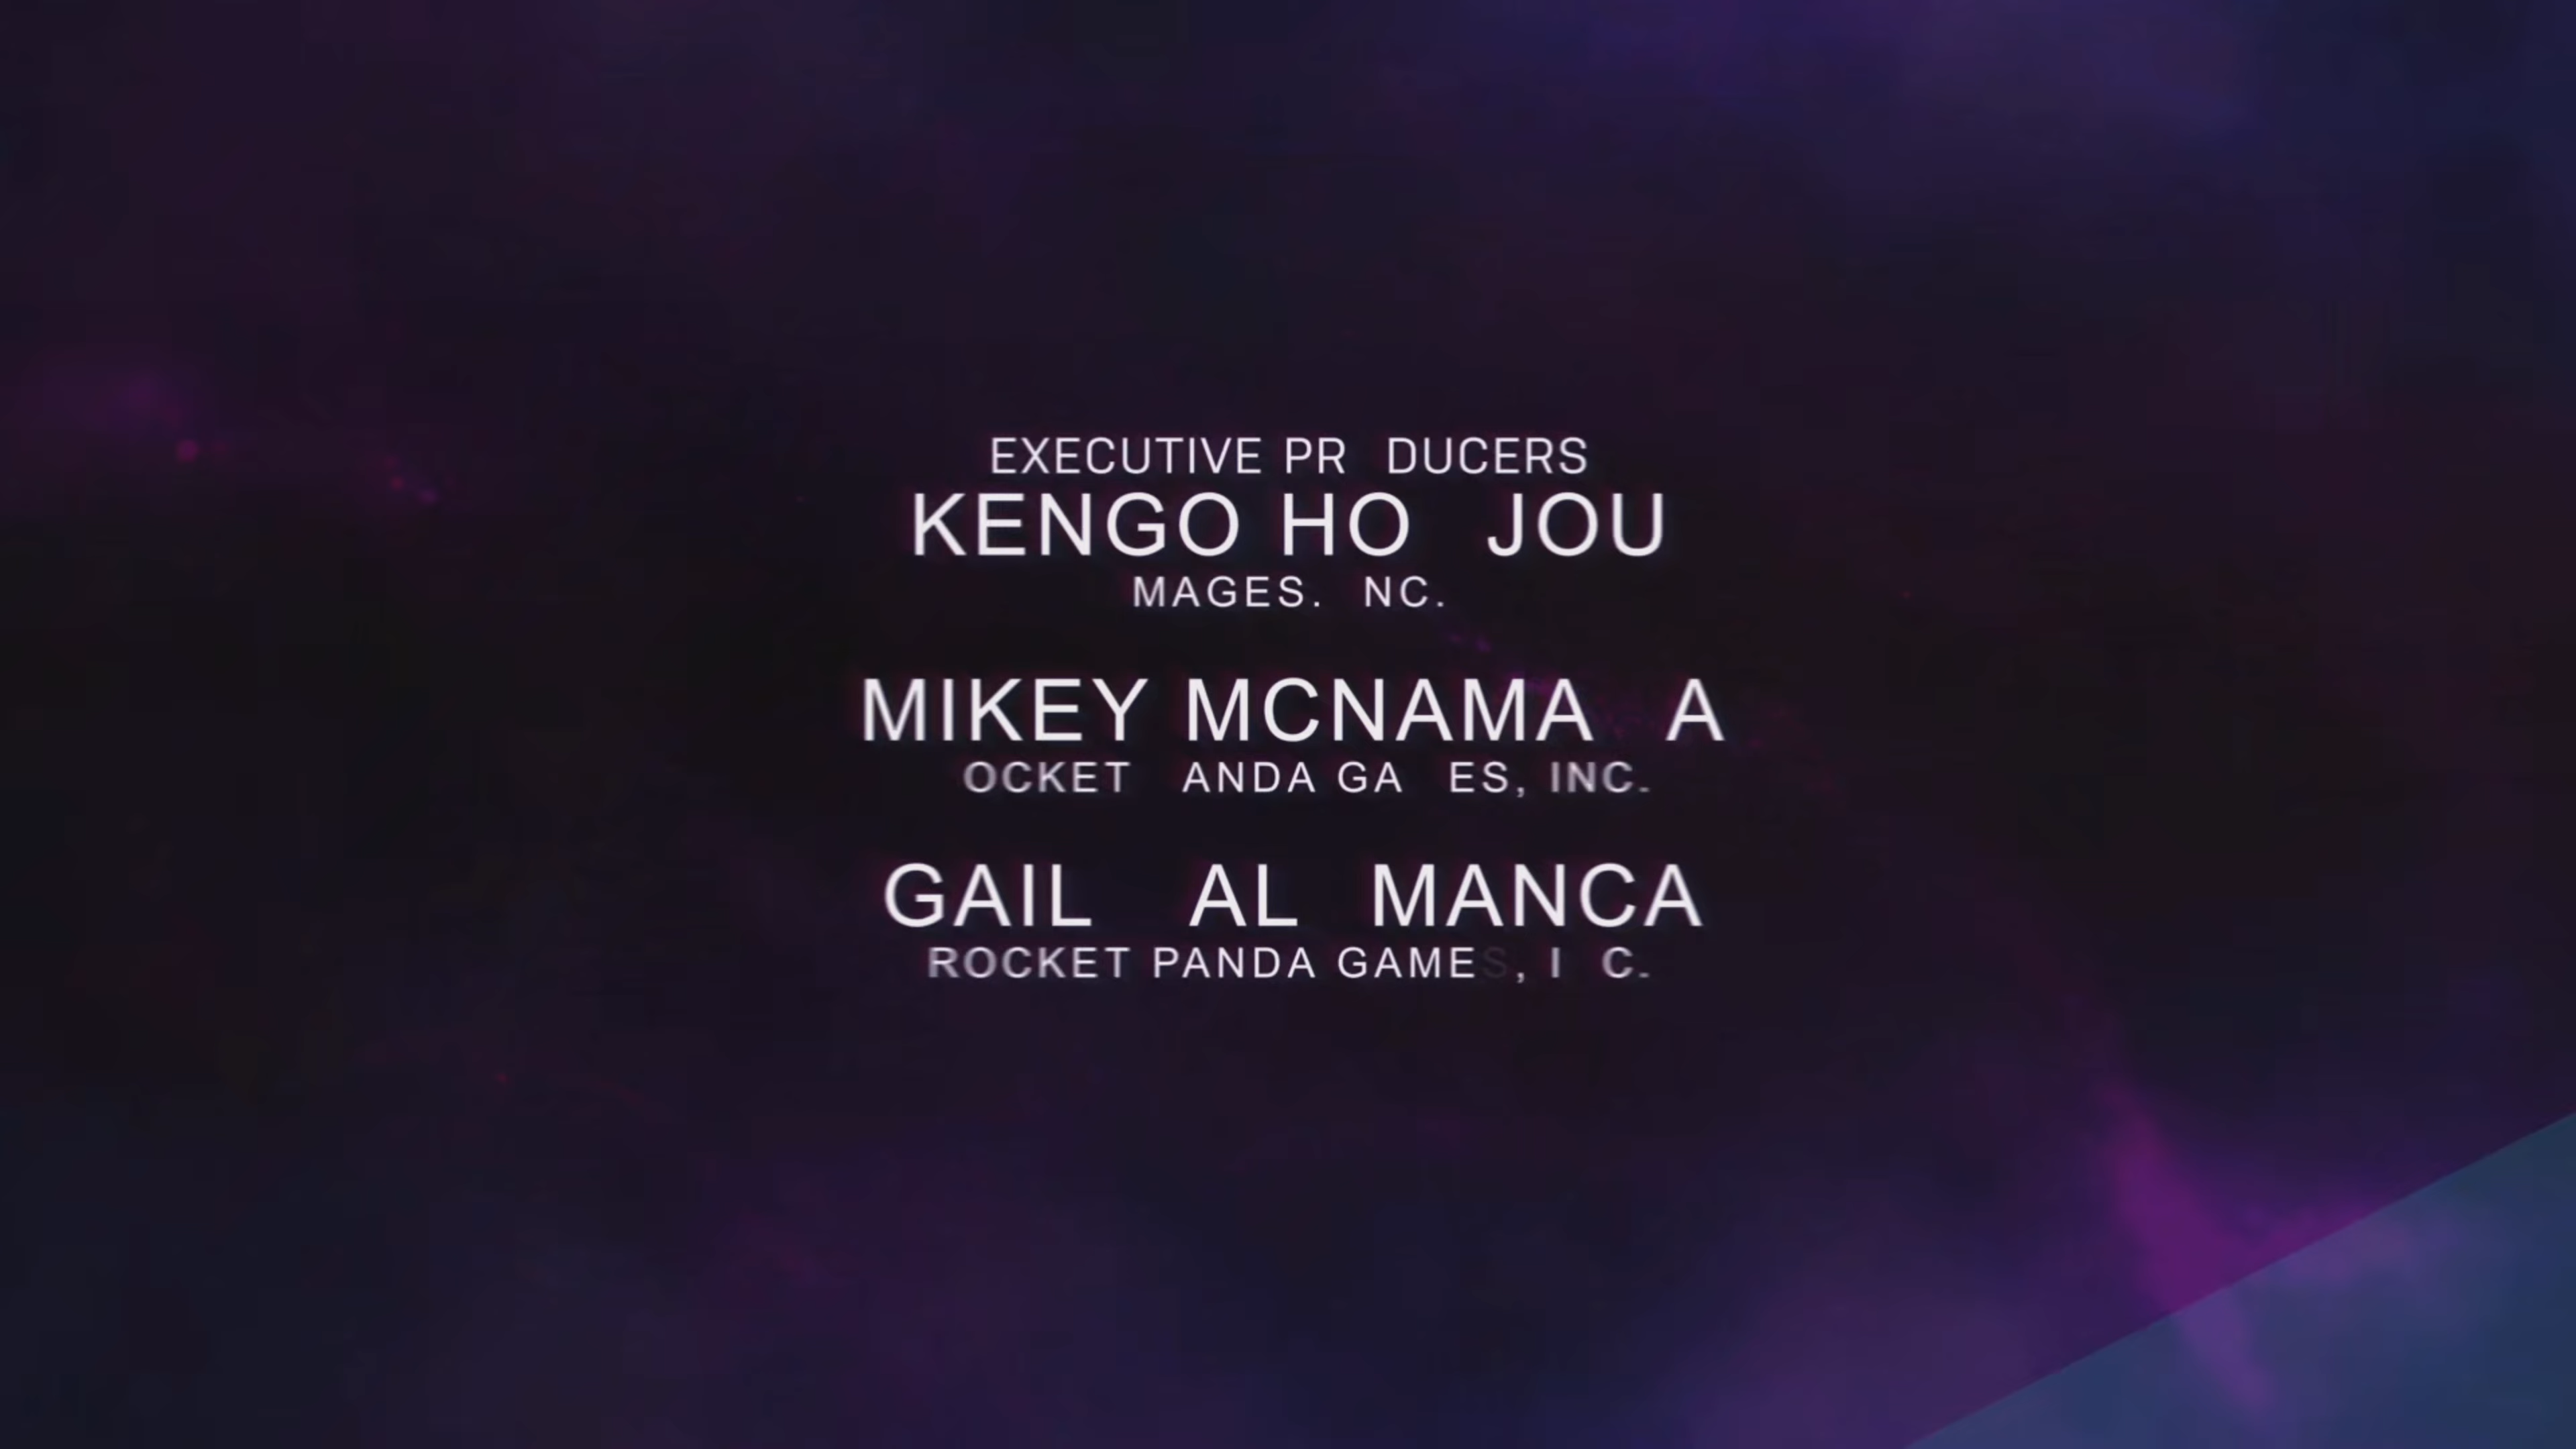 EXECUTIVE PR DUCERS
KENGO HO JOU
MAGES. NC.
MIKEY MCNAMA A
OCKET ANDA GA ES, INC.
GAIL AL MANCA
ROCKET PANDA GAMES, I C.